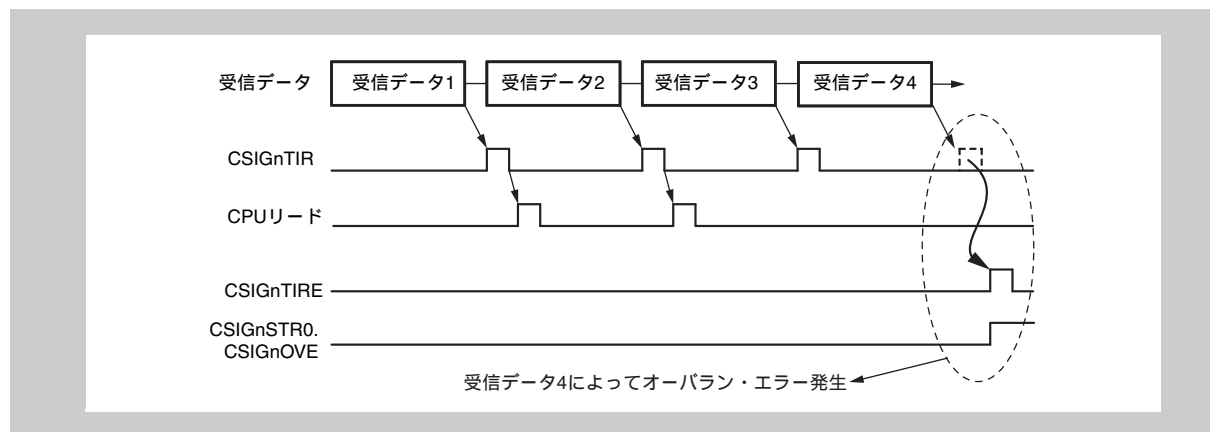 受信データ 受信データ1 受信データ2 受信データ3 受信データ4
CSIGnTIR
CPUリード
CSIGnTIRE
CSIGnSTR0.
CSIGnOVE
受信データ4によってオーバラン・エラー発生